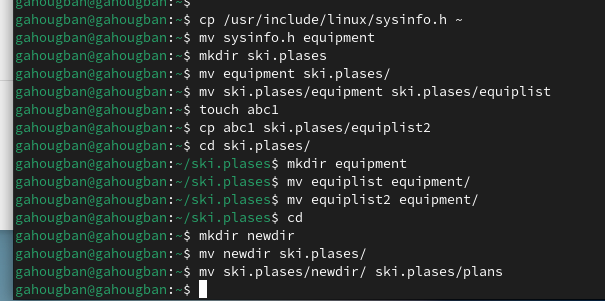 gahougban@gahougban:~$
gahougban@gahougban:~$ cp /usr/include/linux/sysinfo.h ~
gahougban@gahougban:~$ mv sysinfo.h equipment
gahougban@gahougban:~$ mkdir ski.plases
gahougban@gahougban:~$ mv equipment ski.plases/
gahougban@gahougban:~$ mv ski.plases/equipment ski.plases/equiplist
gahougban@gahougban:~$ touch abc1
gahougban@gahougban:~$ cp abc1 ski.plases/equiplist2
gahougban@gahougban:~$ cd ski.plases/
gahougban@gahougban:~/ski.plases$ mkdir equipment
gahougban@gahougban:~/ski.plases$ mv equiplist equipment/
gahougban@gahougban:~/ski.plases$ mv equiplist2 equipment/
gahougban@gahougban:~/ski.plases$ cd
gahougban@gahougban:~$ mkdir newdir
gahougban@gahougban:~$ mv newdir ski.plases/
gahougban@gahougban:~$ mv ski.plases/newdir/ ski.plases/plans
gahougban@gahougban:~$